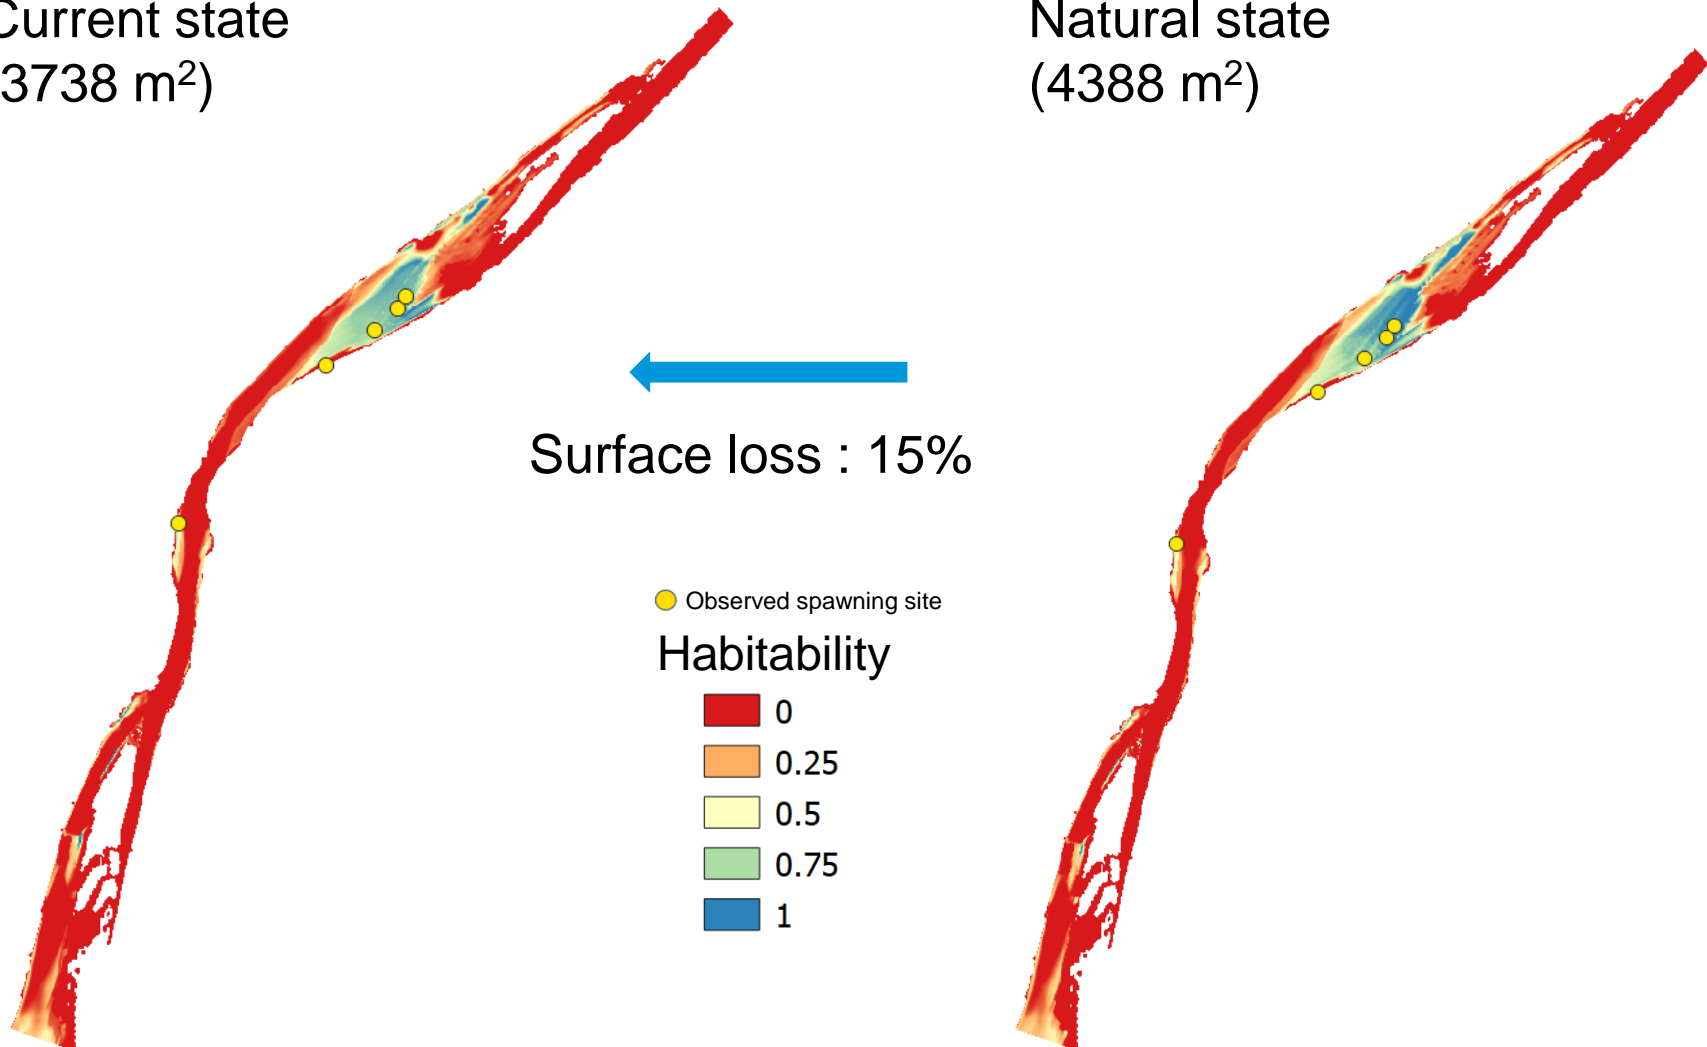 Current state
(3738 m²)
Natural state
(4388 m²)
Surface loss : 15%
Observed spawning site
Habitability
0
0.25
0.5
0.75
1